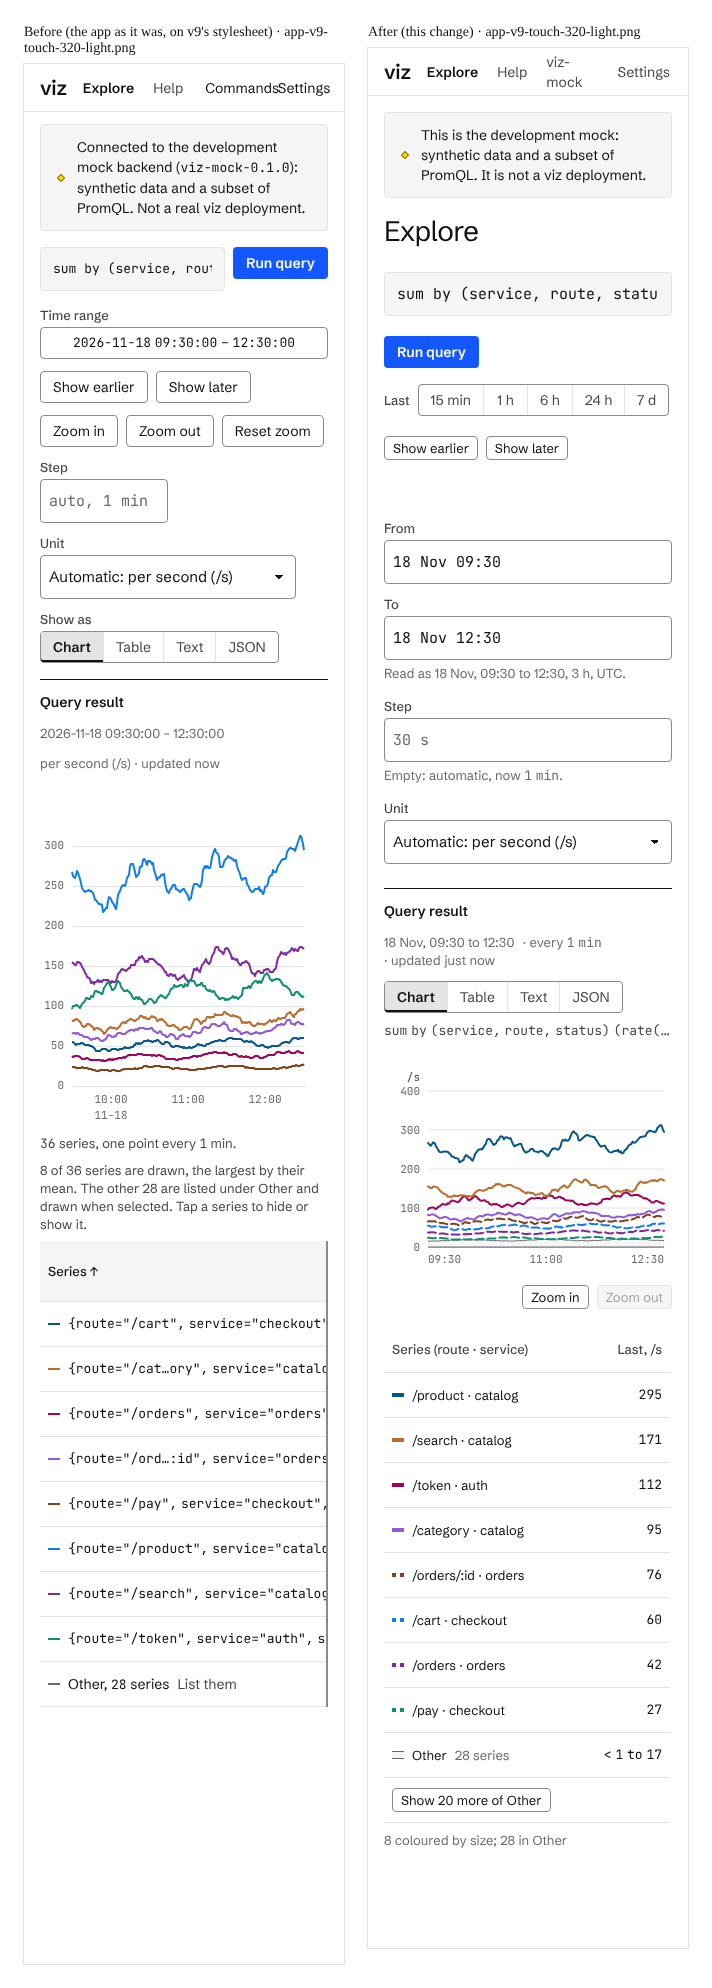 Before (the app as it was, on v9's stylesheet) · app-v9-
touch-320-light.png
viz Explore Help CommandsSettings
Connected to the development
mock backend (viz-mock-0.1.0):
synthetic data and a subset of
PromQL. Not a real viz deployment.
sum by (service, rout
Run query
Time range
2026-11-18 09:30:00 – 12:30:00
Show earlier Show later
Zoom in Zoom out Reset zoom
Step
auto, 1 min
Unit
Automatic: per second (/s)
Show as
Chart Table Text JSON
Query result
2026-11-18 09:30:00 – 12:30:00
per second (/s) · updated now
300
250
200
150
100
50
0
10:00 11:00 12:00
11-18
36 series, one point every 1 min.
8 of 36 series are drawn, the largest by their
mean. The other 28 are listed under Other and
drawn when selected. Tap a series to hide or
show it.
Series ↑
{route="/cart", service="checkout"
{route="/cat…ory", service="catalo
{route="/orders", service="orders"
{route="/ord…:id", service="orders
{route="/pay", service="checkout",
{route="/product", service="catalo
{route="/search", service="catalog
{route="/token", service="auth", s
Other, 28 series List them
After (this change) · app-v9-touch-320-light.png
viz Explore Help viz-
mock Settings
This is the development mock:
synthetic data and a subset of
PromQL. It is not a viz deployment.
Explore
sum by (service, route, statu
Run query
Last 15 min 1 h 6 h 24 h 7 d
Show earlier Show later
From
18 Nov 09:30
To
18 Nov 12:30
Read as 18 Nov, 09:30 to 12:30, 3 h, UTC.
Step
30 s
Empty: automatic, now 1 min.
Unit
Automatic: per second (/s)
Query result
18 Nov, 09:30 to 12:30 · every 1 min
· updated just now
Chart Table Text JSON
sum by (service, route, status) (rate(…
/s
400
300
200
100
0
09:30 11:00 12:30
Zoom in Zoom out
Series (route · service) Last, /s
/product · catalog 295
/search · catalog 171
/token · auth 112
/category · catalog 95
/orders/:id · orders 76
/cart · checkout 60
/orders · orders 42
/pay · checkout 27
Other 28 series < 1 to 17
Show 20 more of Other
8 coloured by size; 28 in Other